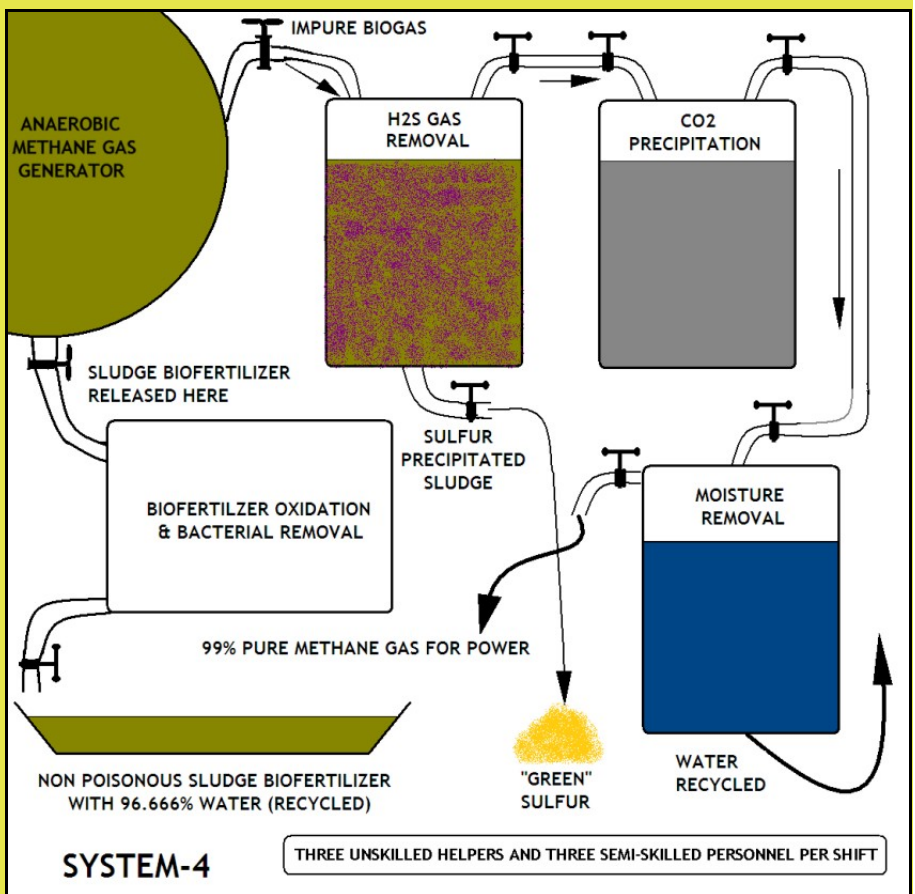 IMPURE BIOGAS
ANAEROBIC
METHANE GAS
GENERATOR
H2S GAS
REMOVAL
CO2
PRECIPITATION
SLUDGE BIOFERTILIZER
RELEASED HERE
SULFUR
PRECIPITATED
SLUDGE
BIOFERTILZER OXIDATION
& BACTERIAL REMOVAL
MOISTURE
REMOVAL
99% PURE METHANE GAS FOR POWER
NON POISONOUS SLUDGE BIOFERTILIZER
WITH 96.666% WATER (RECYCLED)
"GREEN"
SULFUR
WATER
RECYCLED
SYSTEM-4
THREE UNSKILLED HELPERS AND THREE SEMI-SKILLED PERSONNEL PER SHIFT